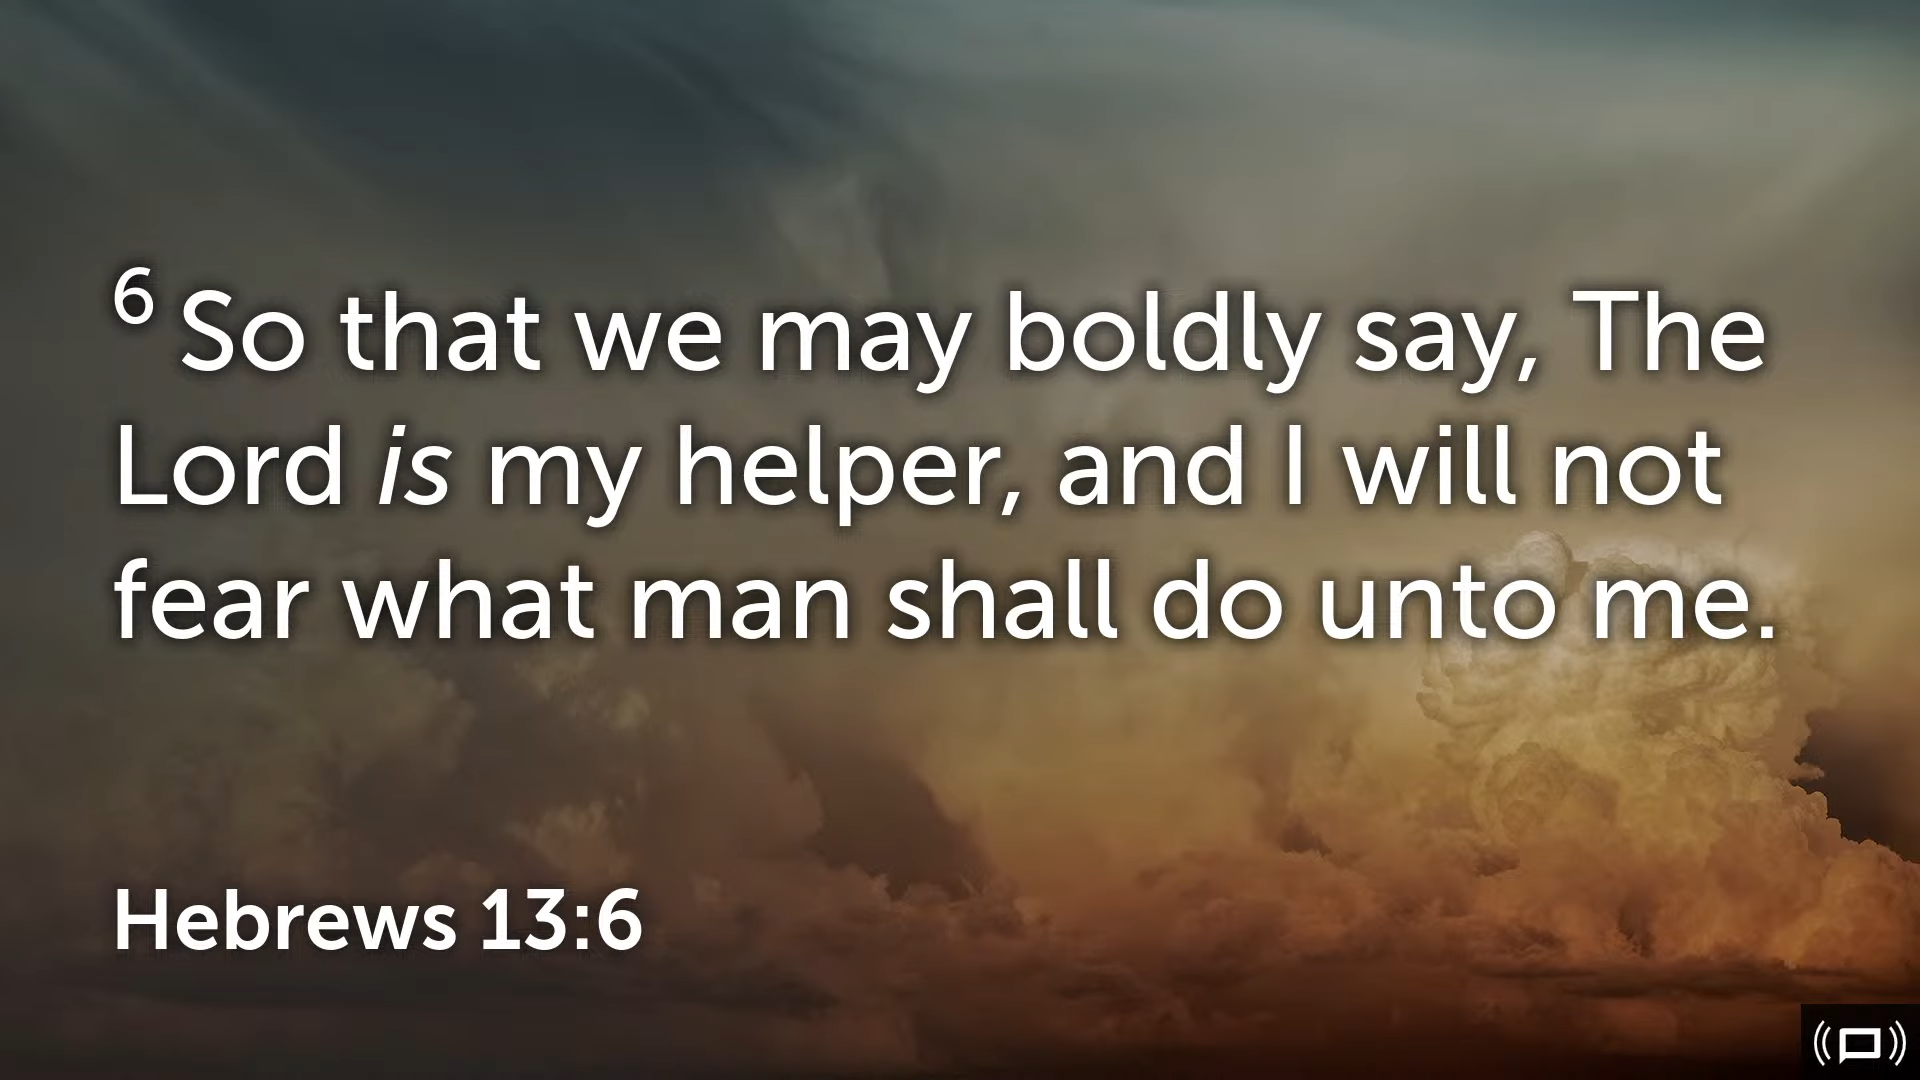 6 So that we may boldly say, The
Lord is my helper, and I will not
fear what man shall do unto me.
Hebrews 13:6